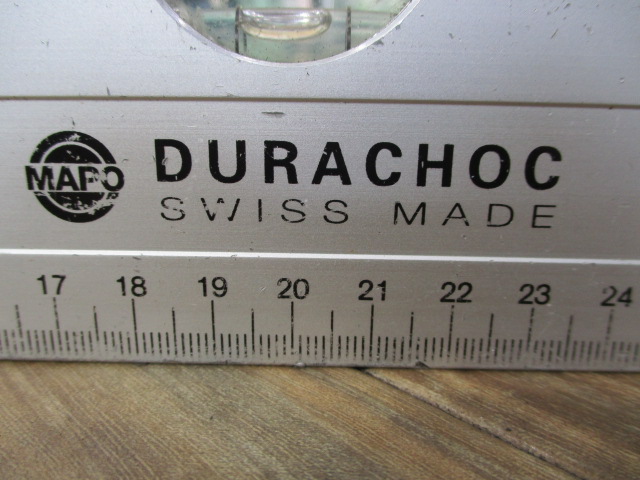 MAPO
DURACHOC
SWISS MADE
17 18 19 20 21 22 23 24